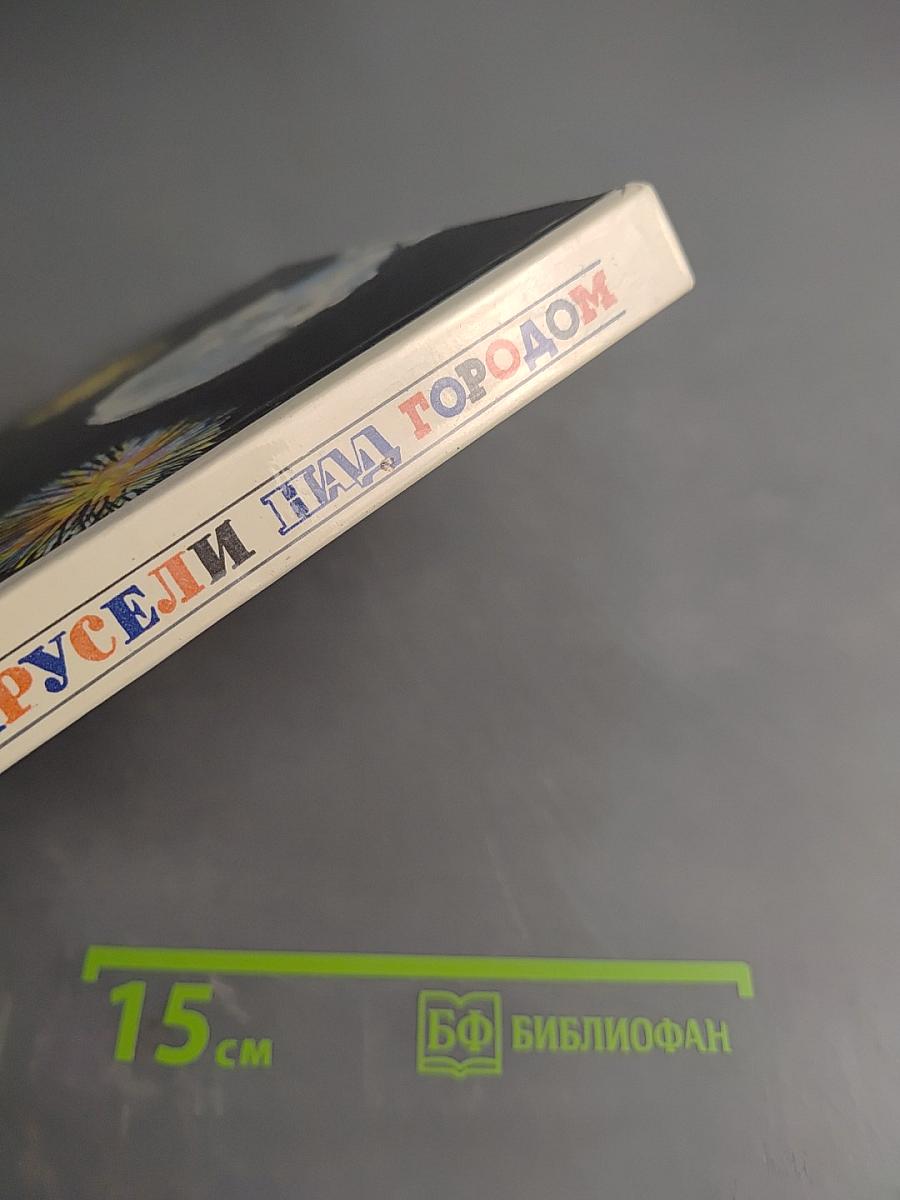 РУСЕЛИ НАД ГОРОДОМ
15 см
БФ БИБЛИОФАН